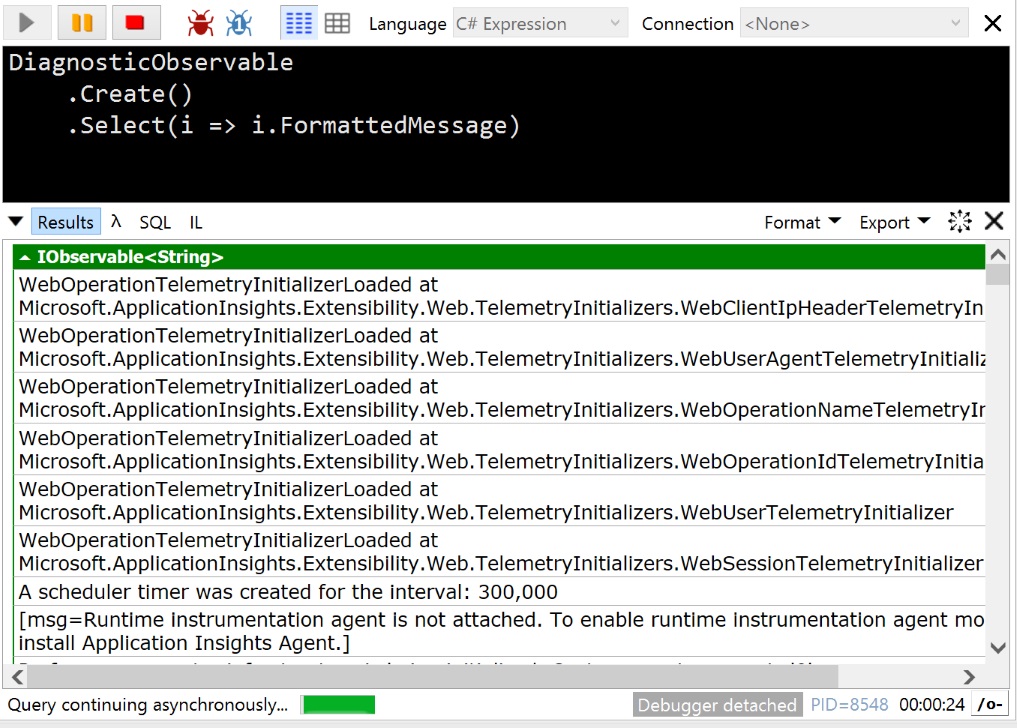 Language C# Expression Connection <None>
DiagnosticObservable
.Create()
.Select(i => i.FormattedMessage)
Results λ SQL IL Format Export
IObservable<String>
WebOperationTelemetryInitializerLoaded at
Microsoft.ApplicationInsights.Extensibility.Web.TelemetryInitializers.WebClientIpHeaderTelemetryIn
WebOperationTelemetryInitializerLoaded at
Microsoft.ApplicationInsights.Extensibility.Web.TelemetryInitializers.WebUserAgentTelemetryInitializ
WebOperationTelemetryInitializerLoaded at
Microsoft.ApplicationInsights.Extensibility.Web.TelemetryInitializers.WebOperationNameTelemetryIn
WebOperationTelemetryInitializerLoaded at
Microsoft.ApplicationInsights.Extensibility.Web.TelemetryInitializers.WebOperationIdTelemetryInitia
WebOperationTelemetryInitializerLoaded at
Microsoft.ApplicationInsights.Extensibility.Web.TelemetryInitializers.WebUserTelemetryInitializer
WebOperationTelemetryInitializerLoaded at
Microsoft.ApplicationInsights.Extensibility.Web.TelemetryInitializers.WebSessionTelemetryInitializer
A scheduler timer was created for the interval: 300,000
[msg=Runtime instrumentation agent is not attached. To enable runtime instrumentation agent mo
install Application Insights Agent.]
Query continuing asynchronously... Debugger detached PID=8548 00:00:24 /o-